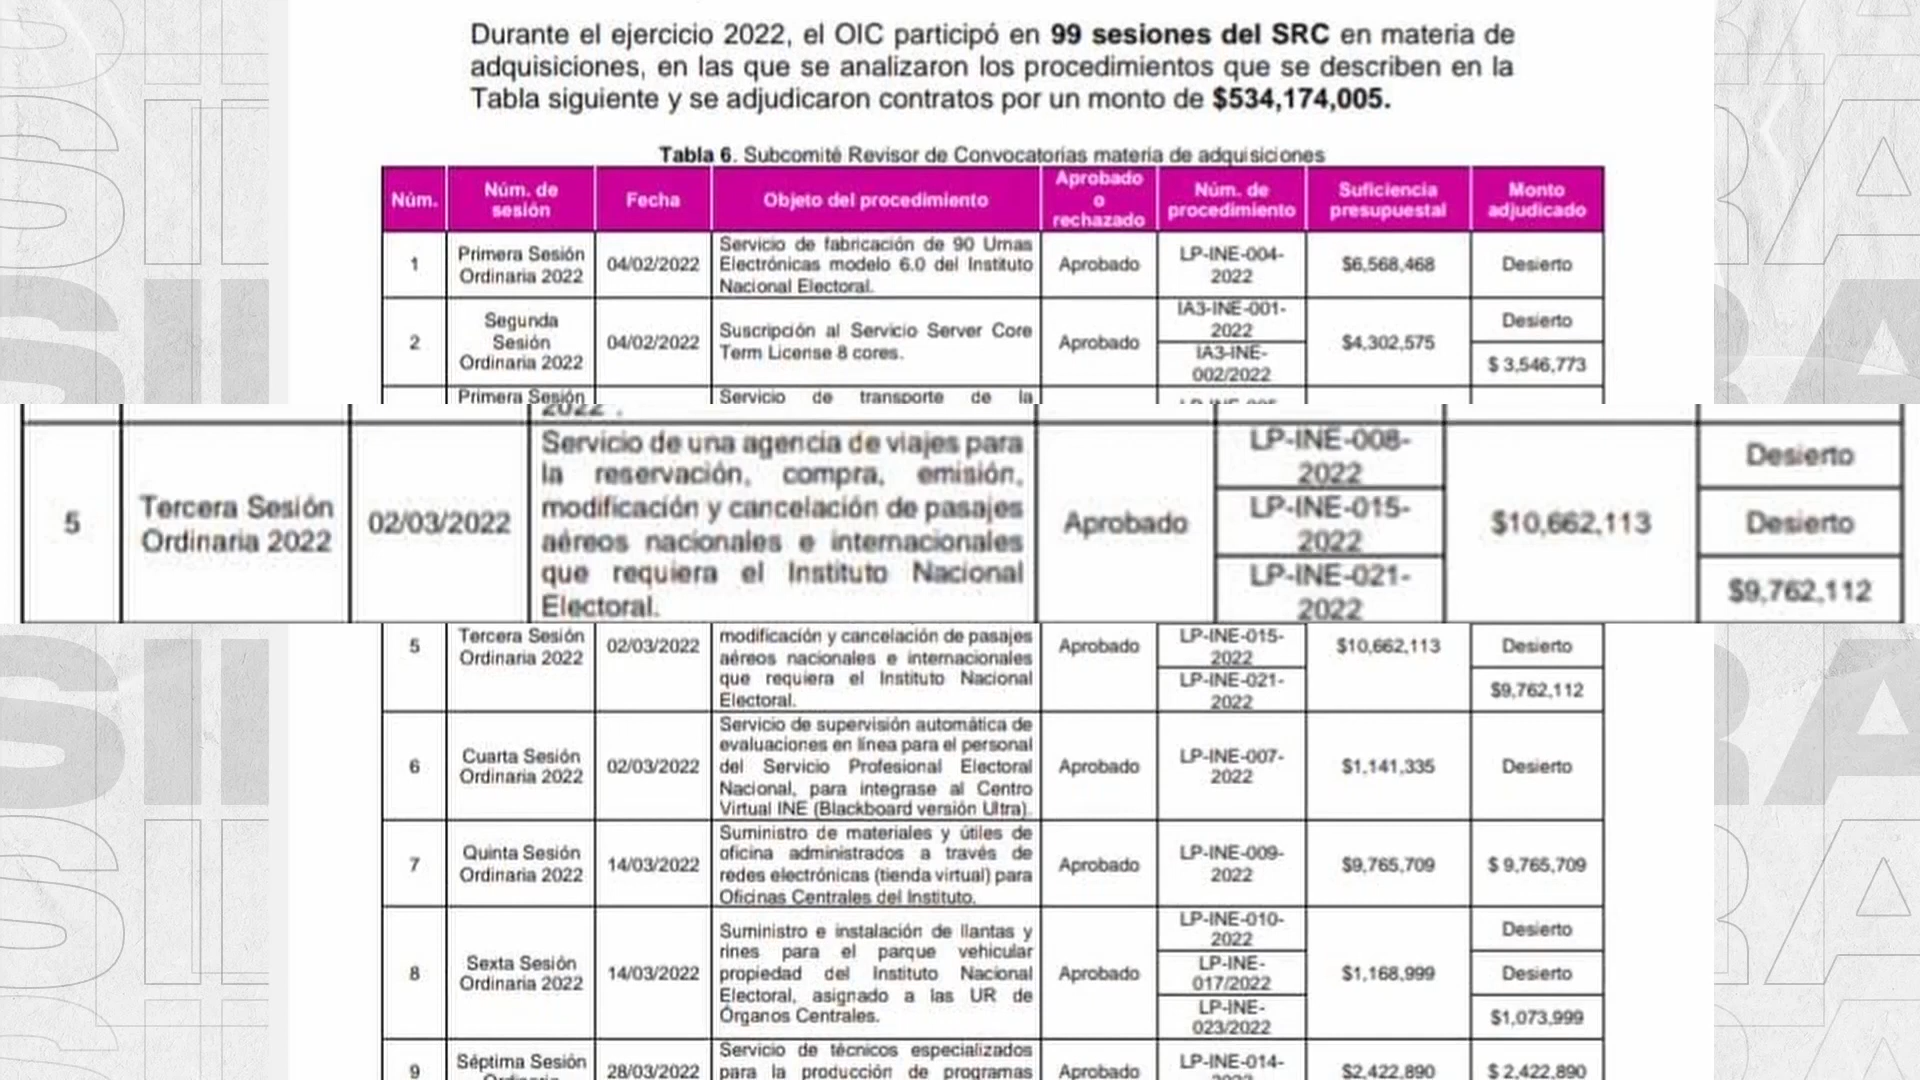 Durante el ejercicio 2022, el OIC participó en 99 sesiones del SRC en materia de
adquisiciones, en las que se analizaron los procedimientos que se describen en la
Tabla siguiente y se adjudicaron contratos por un monto de $534,174,005.
Tabla 6. Subcomité Revisor de Convocatorias materia de adquisiciones
Núm.
Núm. de
sesión
Fecha
Objeto del procedimiento
Aprobado
o
rechazado
Núm. de
procedimiento
Suficiencia
presupuestal
Monto
adjudicado
1
Primera Sesión
Ordinaria 2022
04/02/2022
Servicio de fabricación de 90 Urnas
Electrónicas modelo 6.0 del Instituto
Nacional Electoral.
Aprobado
LP-INE-004-
2022
$6,568,468
Desierto
2
Segunda
Sesión
Ordinaria 2022
04/02/2022
Suscripción al Servicio Server Core
Term License 8 cores.
Aprobado
IA3-INE-001-
2022
IA3-INE-
002/2022
$4,302,575
Desierto
$ 3,546,773
Primera Sesión
Servicio de transporte de la
5
Tercera Sesión
Ordinaria 2022
02/03/2022
Servicio de una agencia de viajes para
la reservación, compra, emisión,
modificación y cancelación de pasajes
aéreos nacionales e internacionales
que requiera el Instituto Nacional
Electoral.
Aprobado
LP-INE-008-
2022
LP-INE-015-
2022
LP-INE-021-
2022
$10,662,113
Desierto
Desierto
$9,762,112
5
Tercera Sesión
Ordinaria 2022
02/03/2022
modificación y cancelación de pasajes
aéreos nacionales e internacionales
que requiera el Instituto Nacional
Electoral.
Aprobado
LP-INE-015-
2022
LP-INE-021-
2022
$10,662,113
Desierto
$9,762,112
6
Cuarta Sesión
Ordinaria 2022
02/03/2022
Servicio de supervisión automática de
evaluaciones en línea para el personal
del Servicio Profesional Electoral
Nacional, para integrase al Centro
Virtual INE (Blackboard versión Ultra).
Aprobado
LP-INE-007-
2022
$1,141,335
Desierto
7
Quinta Sesión
Ordinaria 2022
14/03/2022
Suministro de materiales y útiles de
oficina administrados a través de
redes electrónicas (tienda virtual) para
Oficinas Centrales del Instituto.
Aprobado
LP-INE-009-
2022
$9,765,709
$ 9,765,709
8
Sexta Sesión
Ordinaria 2022
14/03/2022
Suministro e instalación de llantas y
rines para el parque vehicular
propiedad del Instituto Nacional
Electoral, asignado a las UR de
Órganos Centrales.
Aprobado
LP-INE-010-
2022
LP-INE-
017/2022
LP-INE-
023/2022
$1,168,999
Desierto
Desierto
$1,073,999
9
Séptima Sesión
28/03/2022
Servicio de técnicos especializados
para la producción de programas
Aprobado
LP-INE-014-
$2,422,890
$ 2,422,890